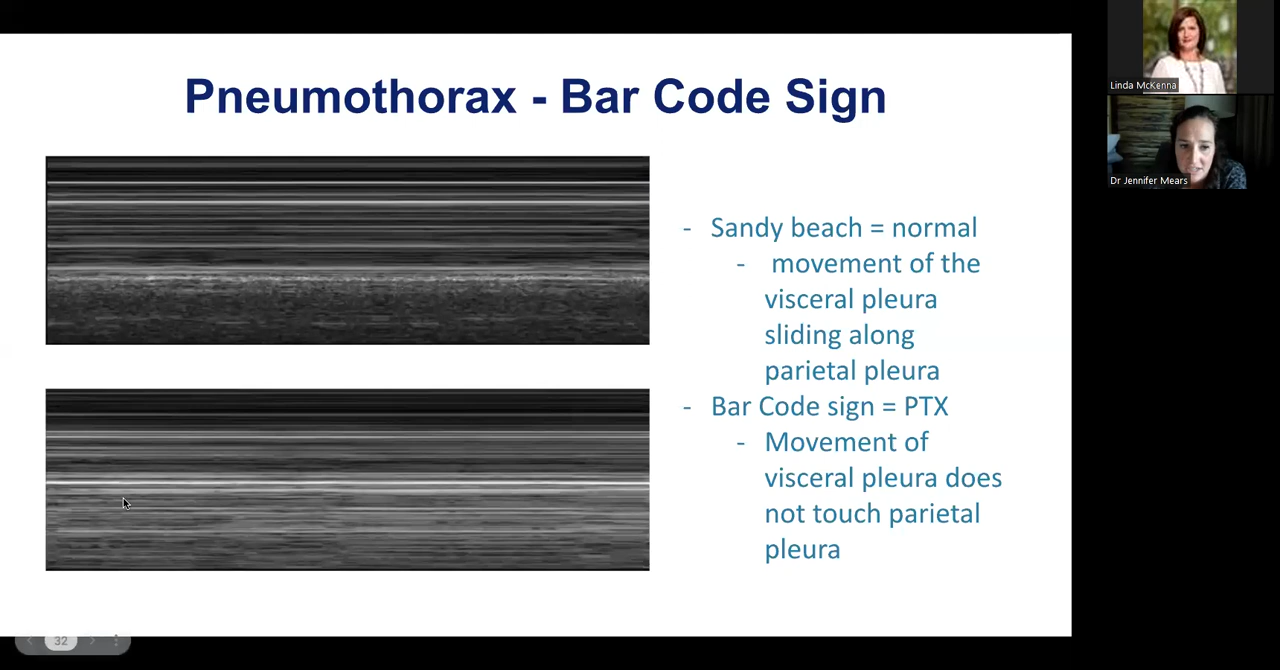 Pneumothorax - Bar Code Sign
- Sandy beach = normal
- movement of the
visceral pleura
sliding along
parietal pleura
- Bar Code sign = PTX
- Movement of
visceral pleura does
not touch parietal
pleura
32
Linda McKenna
Dr Jennifer Mears